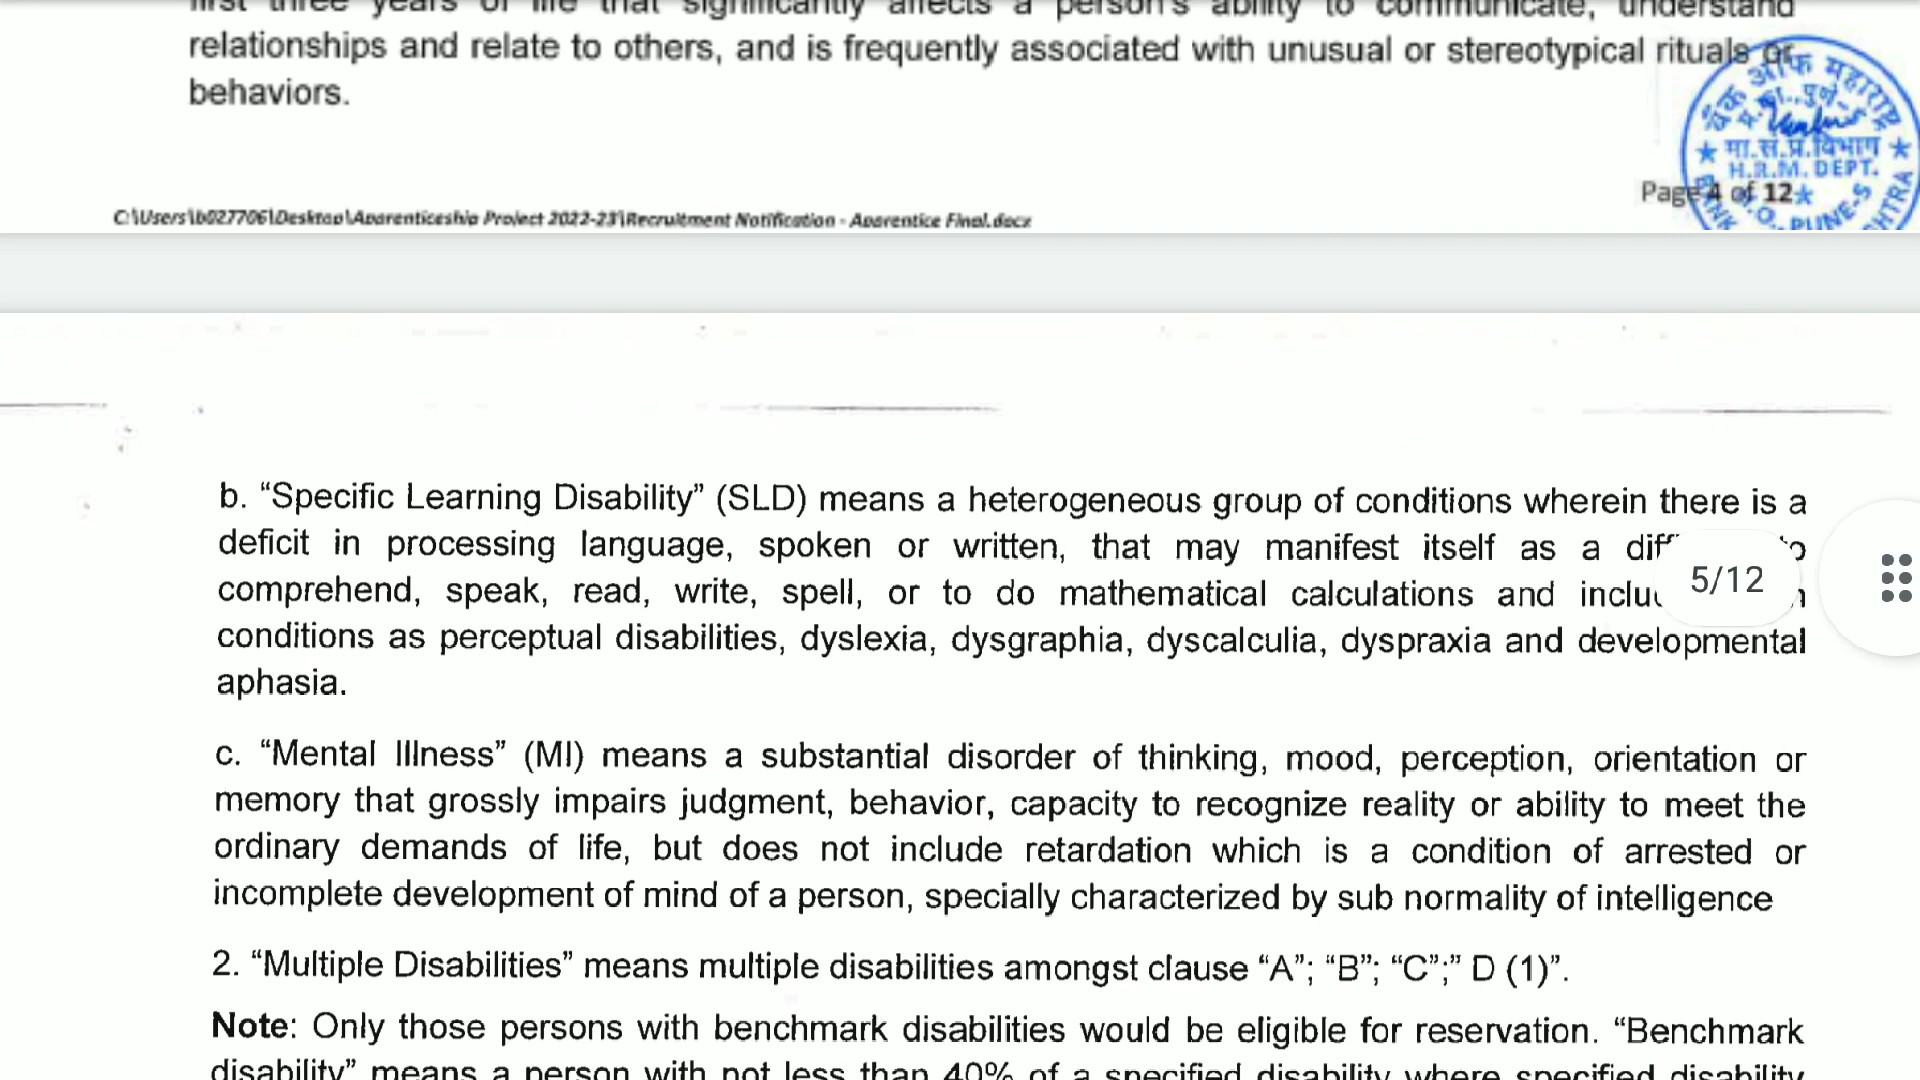 first three years of life that significantly affects a person's ability to communicate, understand
relationships and relate to others, and is frequently associated with unusual or stereotypical rituals or
behaviors.
बैंक ऑफ महाराष्ट्र
म. का., पुणे-5
मा.सं.प्र.विभाग
H.R.M. DEPT.
Page 4 of 12
H.O., PUNE-5
C:\Users\b027706\Desktop\Apprenticeship Project 2022-23\Recruitment Notification - Apprentice Final.docx
b. “Specific Learning Disability” (SLD) means a heterogeneous group of conditions wherein there is a
deficit in processing language, spoken or written, that may manifest itself as a
comprehend, speak, read, write, spell, or to do mathematical calculations and
5/12
conditions as perceptual disabilities, dyslexia, dysgraphia, dyscalculia, dyspraxia and developmental
aphasia.
c. “Mental Illness” (MI) means a substantial disorder of thinking, mood, perception, orientation or
memory that grossly impairs judgment, behavior, capacity to recognize reality or ability to meet the
ordinary demands of life, but does not include retardation which is a condition of arrested or
incomplete development of mind of a person, specially characterized by sub normality of intelligence
2. “Multiple Disabilities” means multiple disabilities amongst clause “A”; “B”; “C”;” D (1)”.
Note: Only those persons with benchmark disabilities would be eligible for reservation. “Benchmark
disability” means a person with not less than 40% of a specified disability where specified disability